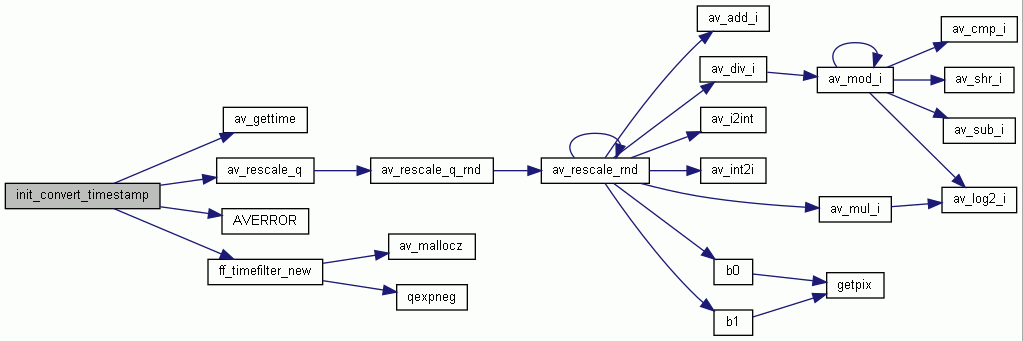 init_convert_timestamp
av_gettime
av_rescale_q
AVERROR
ff_timefilter_new
av_rescale_q_rnd
av_mallocz
qexpneg
av_rescale_rnd
av_add_i
av_div_i
av_i2int
av_int2i
av_mul_i
b0
b1
av_mod_i
getpix
av_cmp_i
av_shr_i
av_sub_i
av_log2_i